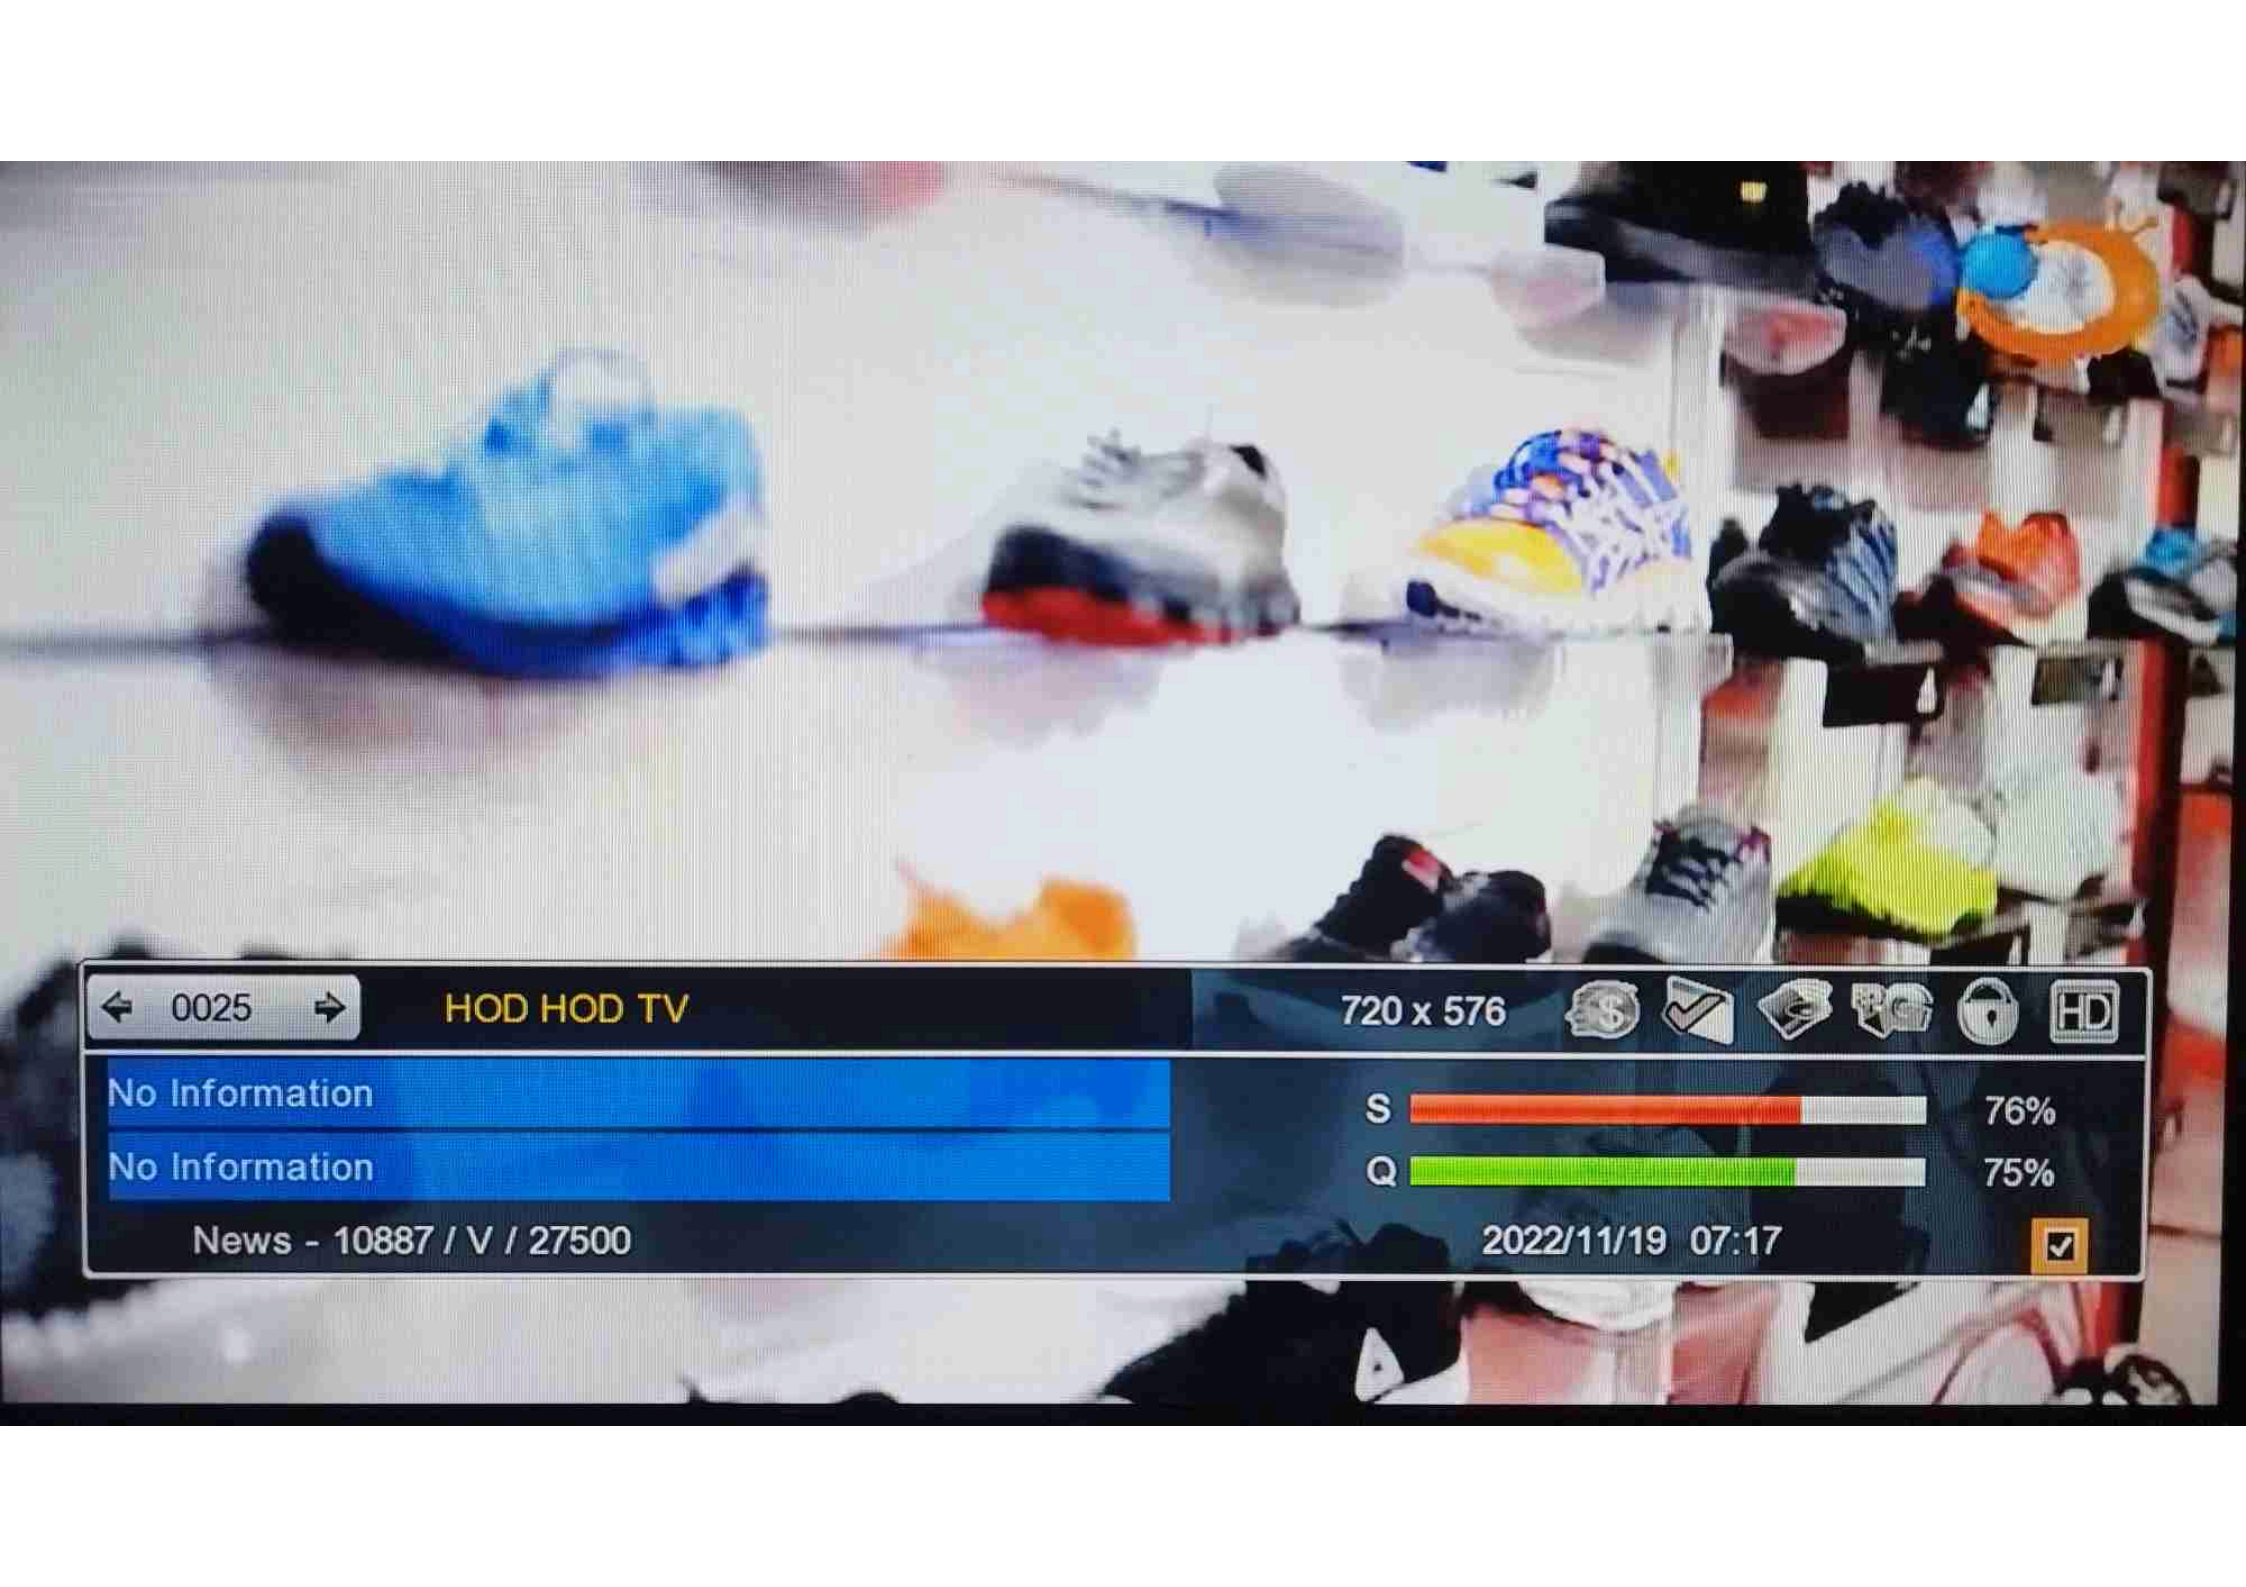 0025 HOD HOD TV 720 x 576 $ HD
No Information
S 76%
No Information
Q 75%
News - 10887 / V / 27500 2022/11/19 07:17